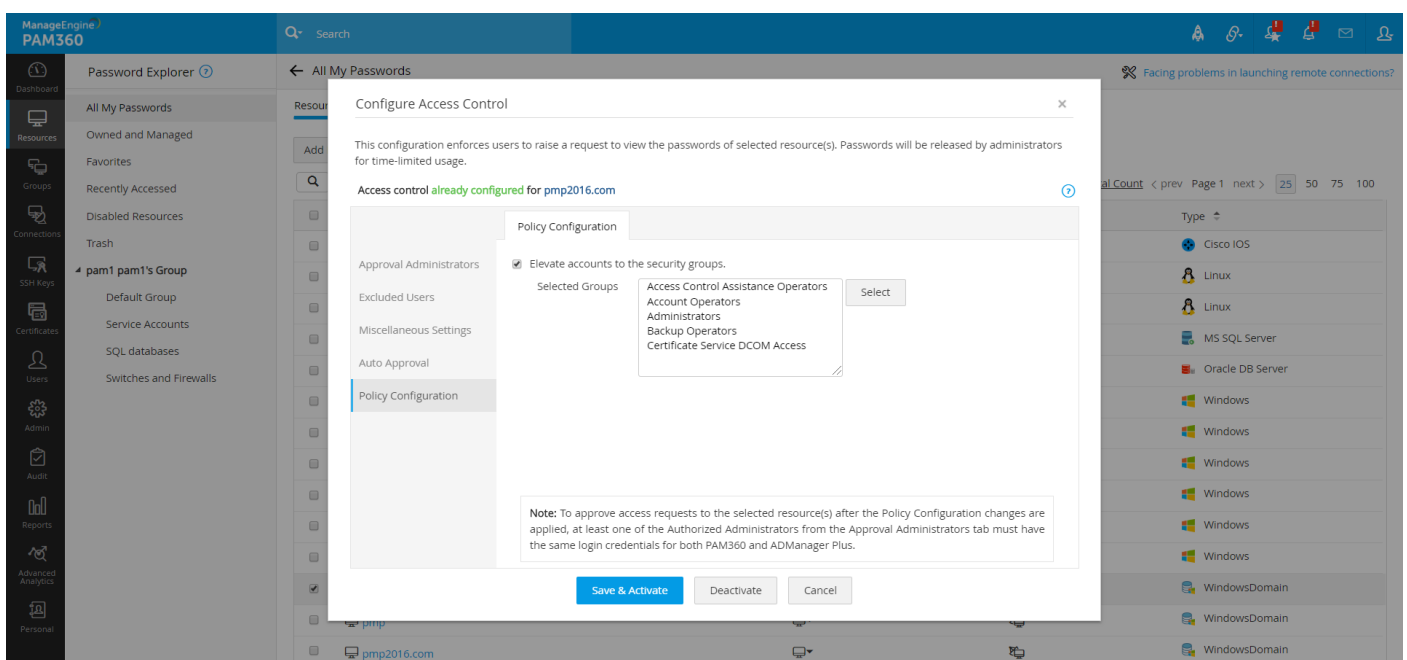 ManageEngine
PAM360
Search
Dashboard
Resources
Groups
Connections
SSH Keys
Certificates
Users
Admin
Audit
Reports
Advanced
Analytics
Personal
Password Explorer ?
All My Passwords
Owned and Managed
Favorites
Recently Accessed
Disabled Resources
Trash
pam1 pam1's Group
Default Group
Service Accounts
SQL databases
Switches and Firewalls
← All My Passwords
Facing problems in launching remote connections?
Resour
Add
al Count < prev Page 1 next > 25 50 75 100
Type
Cisco IOS
Linux
Linux
MS SQL Server
Oracle DB Server
Windows
Windows
Windows
Windows
Windows
Windows
WindowsDomain
WindowsDomain
WindowsDomain
pmp
pmp2016.com
Configure Access Control ×
This configuration enforces users to raise a request to view the passwords of selected resource(s). Passwords will be released by administrators
for time-limited usage.
Access control already configured for pmp2016.com ?
Approval Administrators
Excluded Users
Miscellaneous Settings
Auto Approval
Policy Configuration
Policy Configuration
Elevate accounts to the security groups.
Selected Groups
Access Control Assistance Operators
Account Operators
Administrators
Backup Operators
Certificate Service DCOM Access
Select
Note: To approve access requests to the selected resource(s) after the Policy Configuration changes are
applied, at least one of the Authorized Administrators from the Approval Administrators tab must have
the same login credentials for both PAM360 and ADManager Plus.
Save & Activate
Deactivate
Cancel